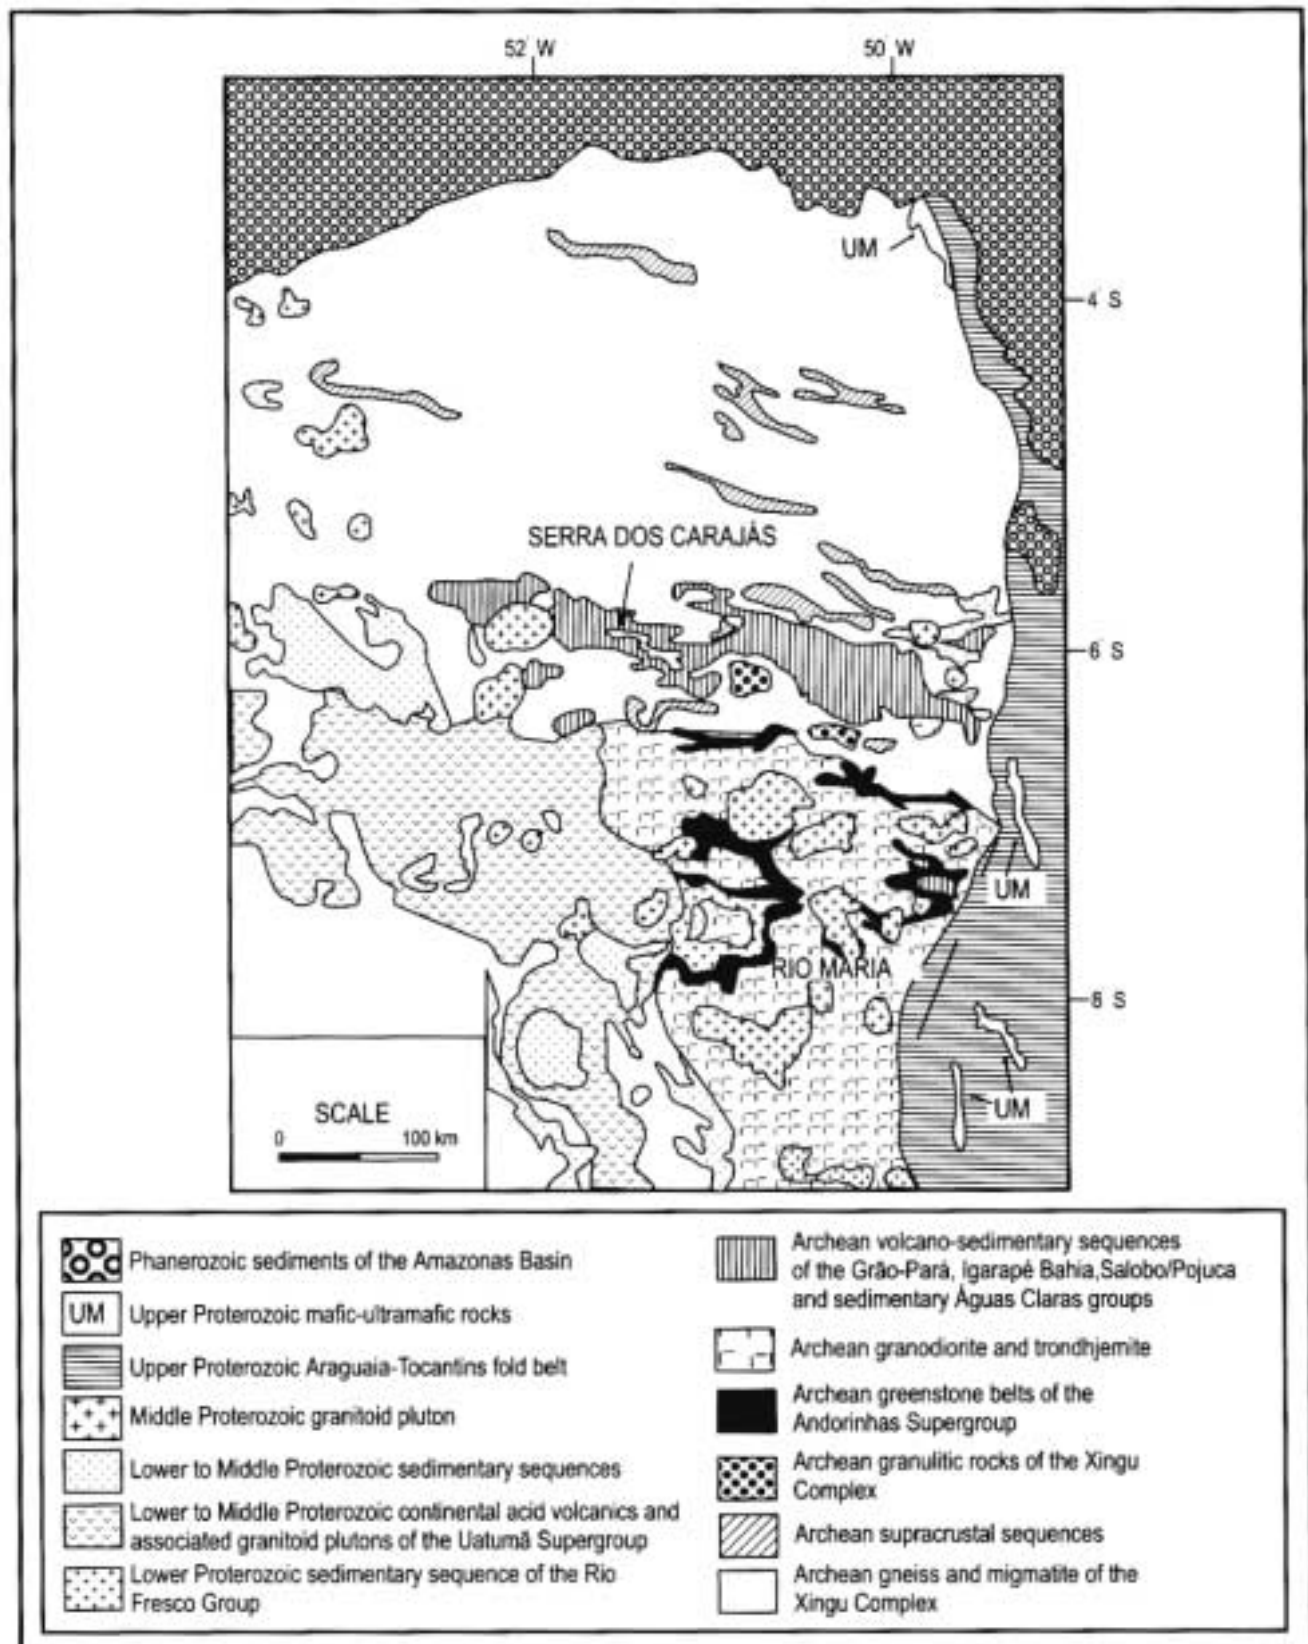 52° W
50° W
UM
4° S
SERRA DOS CARAJÁS
6° S
UM
RIO MARIA
8° S
SCALE
0 100 km
UM
Phanerozoic sediments of the Amazonas Basin
UM Upper Proterozoic mafic-ultramafic rocks
Upper Proterozoic Araguaia-Tocantins fold belt
Middle Proterozoic granitoid pluton
Lower to Middle Proterozoic sedimentary sequences
Lower to Middle Proterozoic continental acid volcanics and
associated granitoid plutons of the Uatumã Supergroup
Lower Proterozoic sedimentary sequence of the Rio
Fresco Group
Archean volcano-sedimentary sequences
of the Grão-Pará, Igarapé Bahia,Salobo/Pojuca
and sedimentary Águas Claras groups
Archean granodiorite and trondhjemite
Archean greenstone belts of the
Andorinhas Supergroup
Archean granulitic rocks of the Xingu
Complex
Archean supracrustal sequences
Archean gneiss and migmatite of the
Xingu Complex